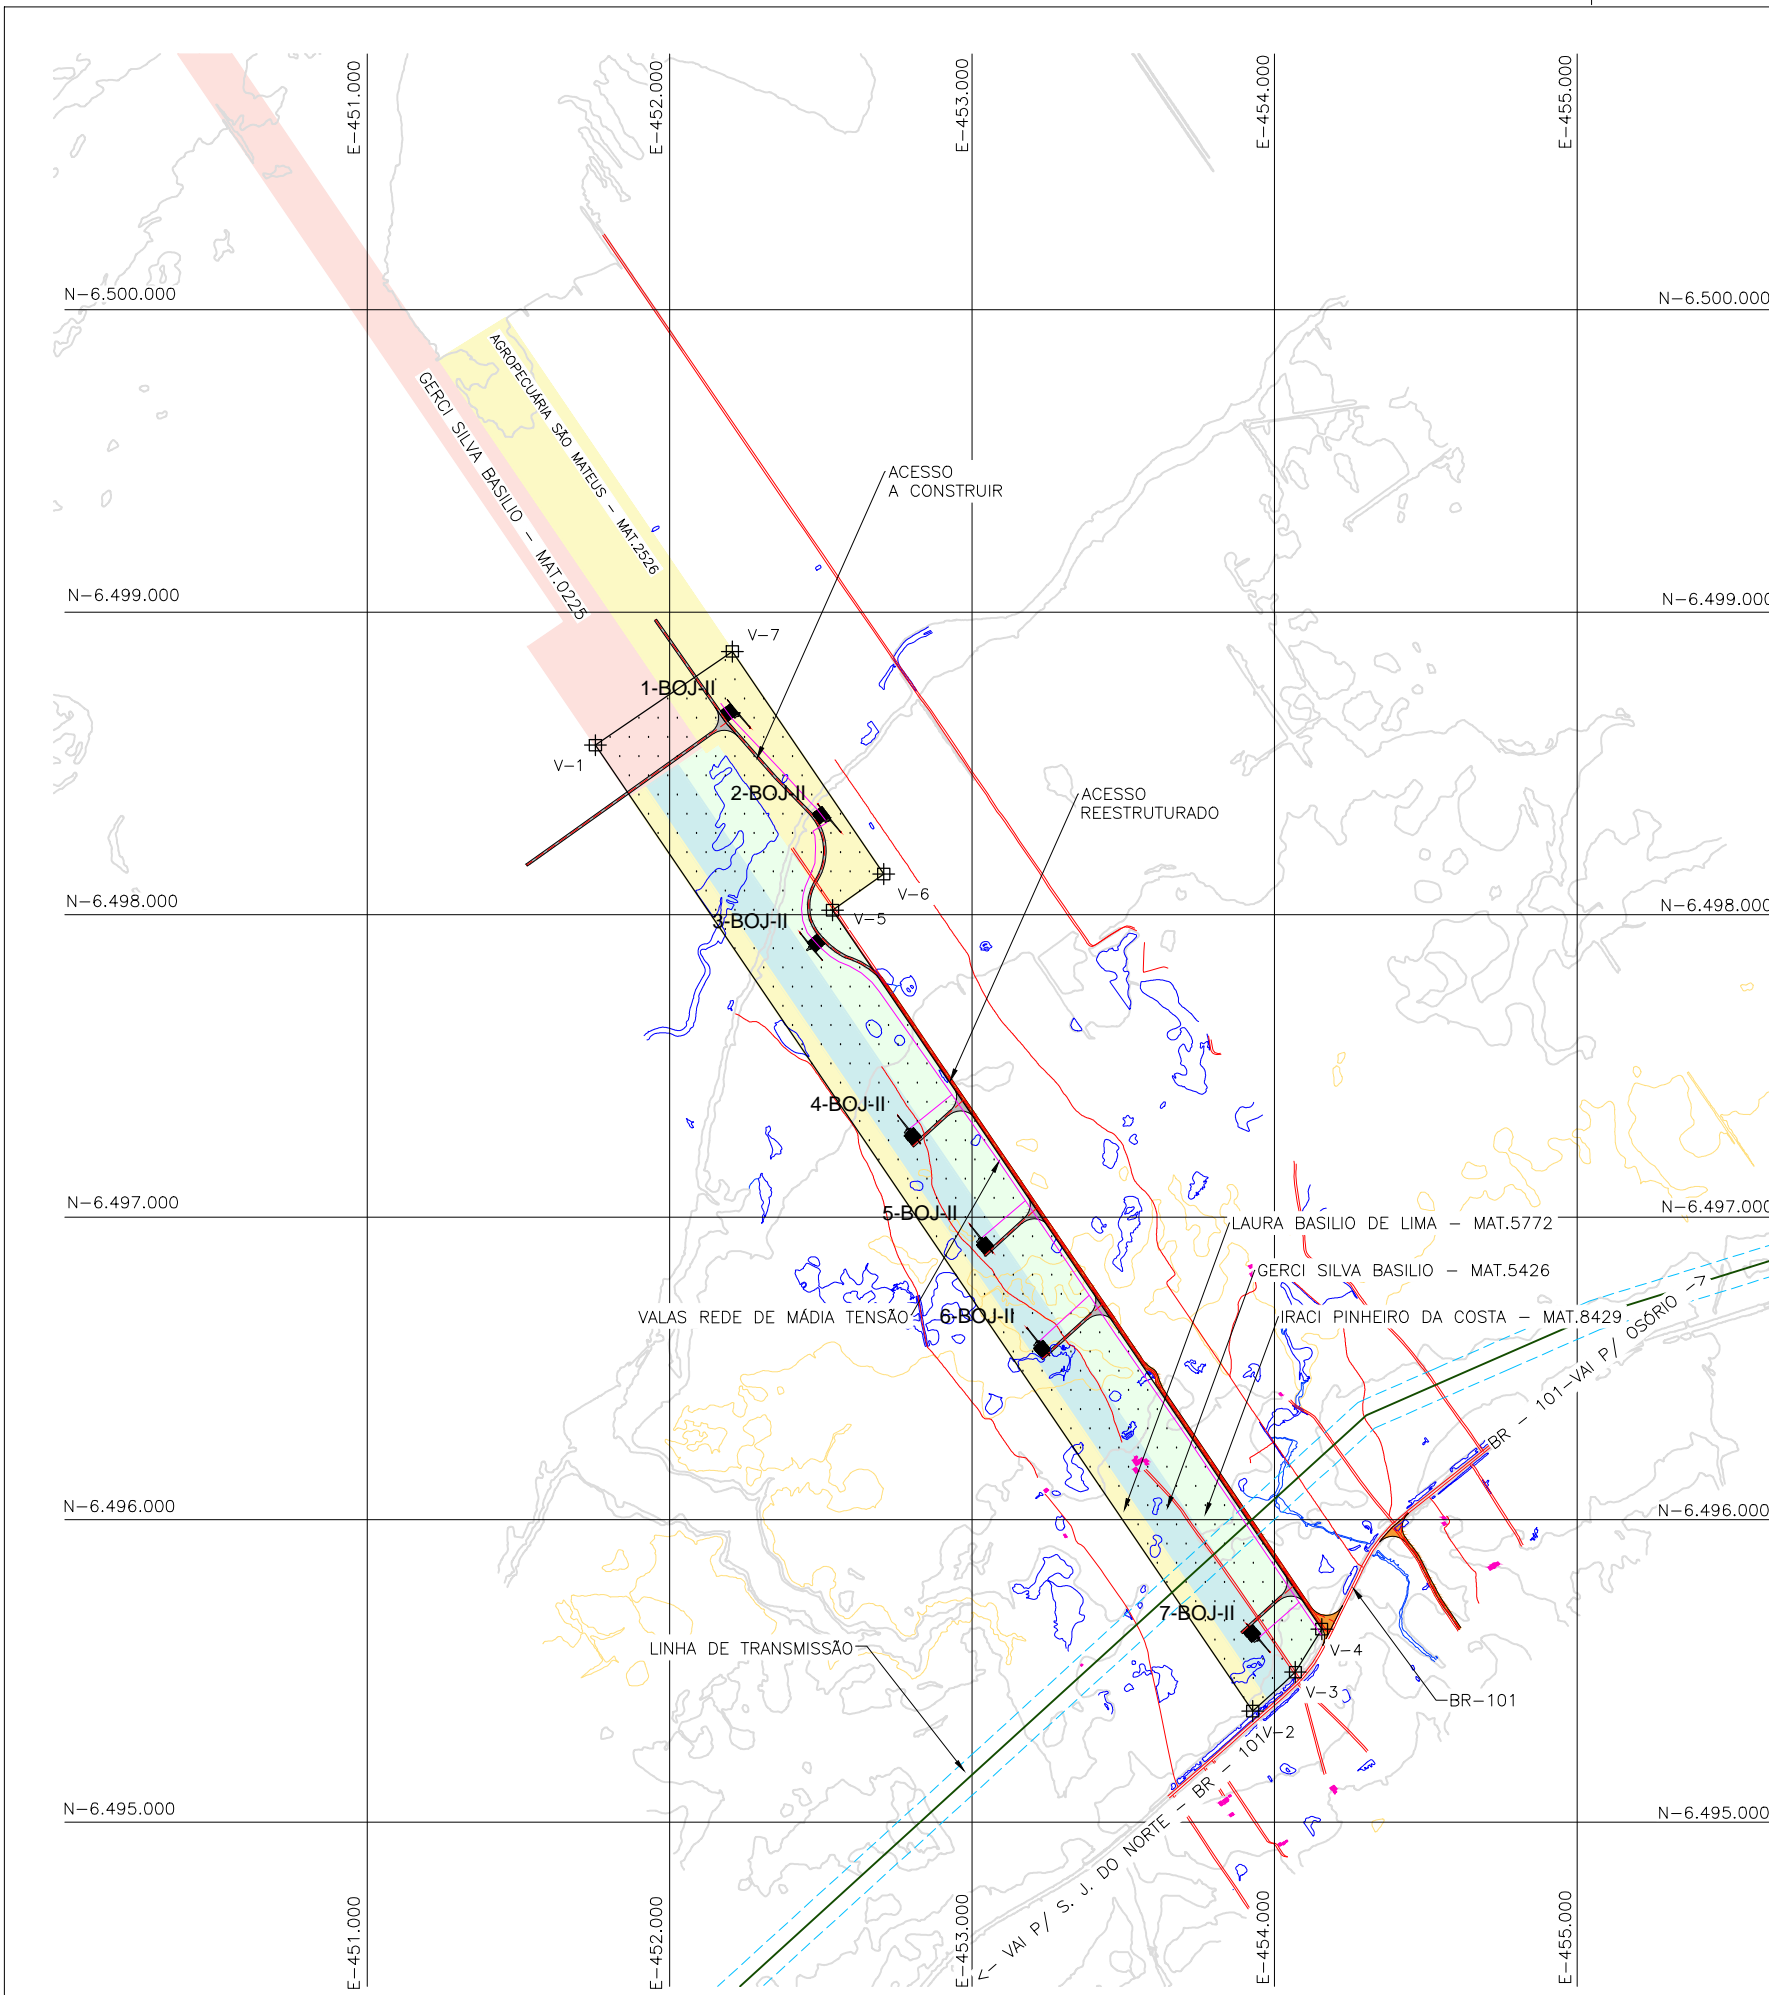 E-451.000
E-452.000
E-453.000
E-454.000
E-455.000
N-6.500.000
N-6.500.000
AGROPECUÁRIA SÃO MATEUS - MAT.2526
GERCI SILVA BASILIO - MAT.0225
ACESSO
A CONSTRUIR
N-6.499.000
N-6.499.000
V-7
1-BOJ-II
V-1
2-BOJ-II
ACESSO
REESTRUTURADO
V-6
N-6.498.000
V-5
N-6.498.000
3-BOJ-II
4-BOJ-II
N-6.497.000
N-6.497.000
5-BOJ-II
LAURA BASILIO DE LIMA - MAT.5772
GERCI SILVA BASILIO - MAT.5426
VALAS REDE DE MÁDIA TENSÃO
6-BOJ-II
IRACI PINHEIRO DA COSTA - MAT.8429
BR - 101-VAI P/ OSÓRIO ->
N-6.496.000
N-6.496.000
7-BOJ-II
LINHA DE TRANSMISSÃO
V-4
V-3
BR-101
V-2
N-6.495.000
N-6.495.000
<- VAI P/ S. J. DO NORTE - BR - 101
E-451.000
E-452.000
E-453.000
E-454.000
E-455.000